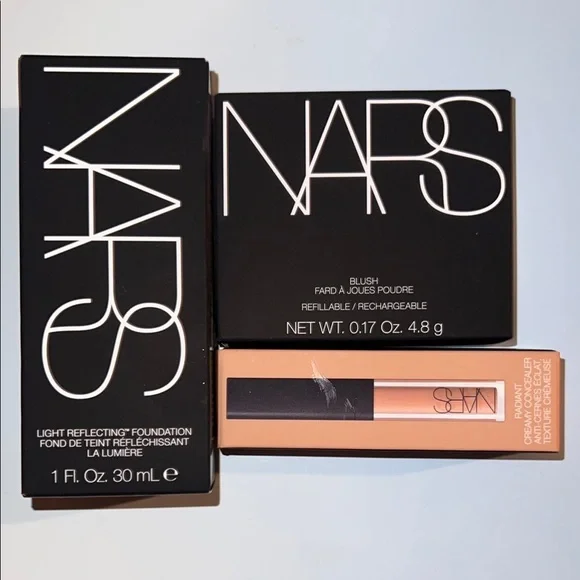 NARS
LIGHT REFLECTING™ FOUNDATION
FOND DE TEINT RÉFLÉCHISSANT
LA LUMIÈRE
1 Fl. Oz. 30 mL ℮
NARS
BLUSH
FARD À JOUES POUDRE
REFILLABLE / RECHARGEABLE
NET WT. 0.17 Oz. 4.8 g
NARS
RADIANT
CREAMY CONCEALER
ANTI-CERNES ÉCLAT,
TEXTURE CRÉMEUSE